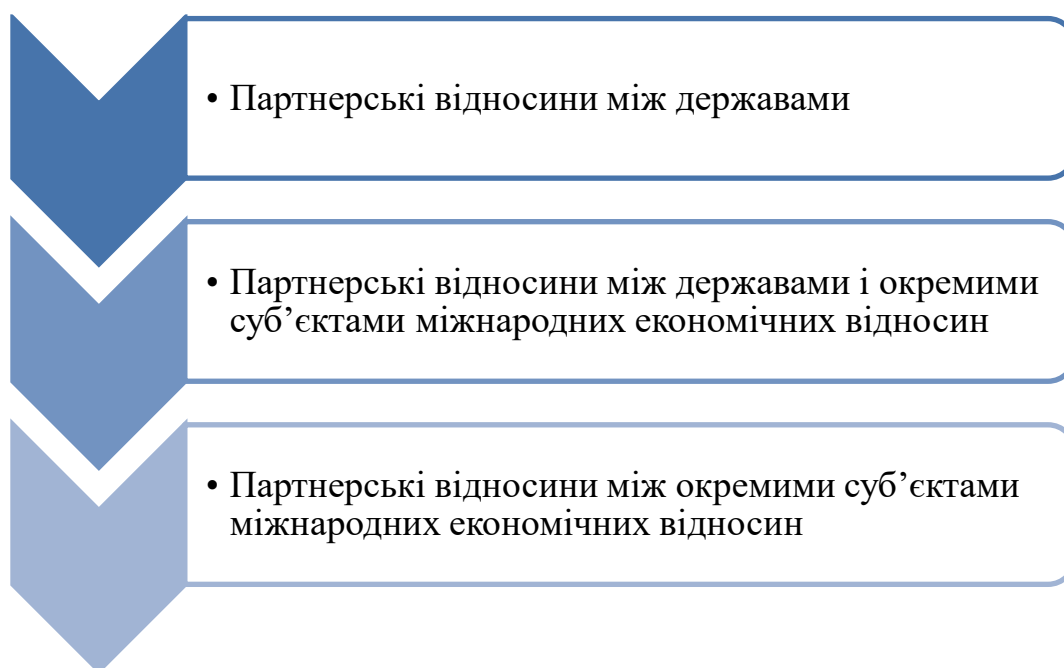 • Партнерські відносини між державами
• Партнерські відносини між державами і окремими
суб’єктами міжнародних економічних відносин
• Партнерські відносини між окремими суб’єктами
міжнародних економічних відносин